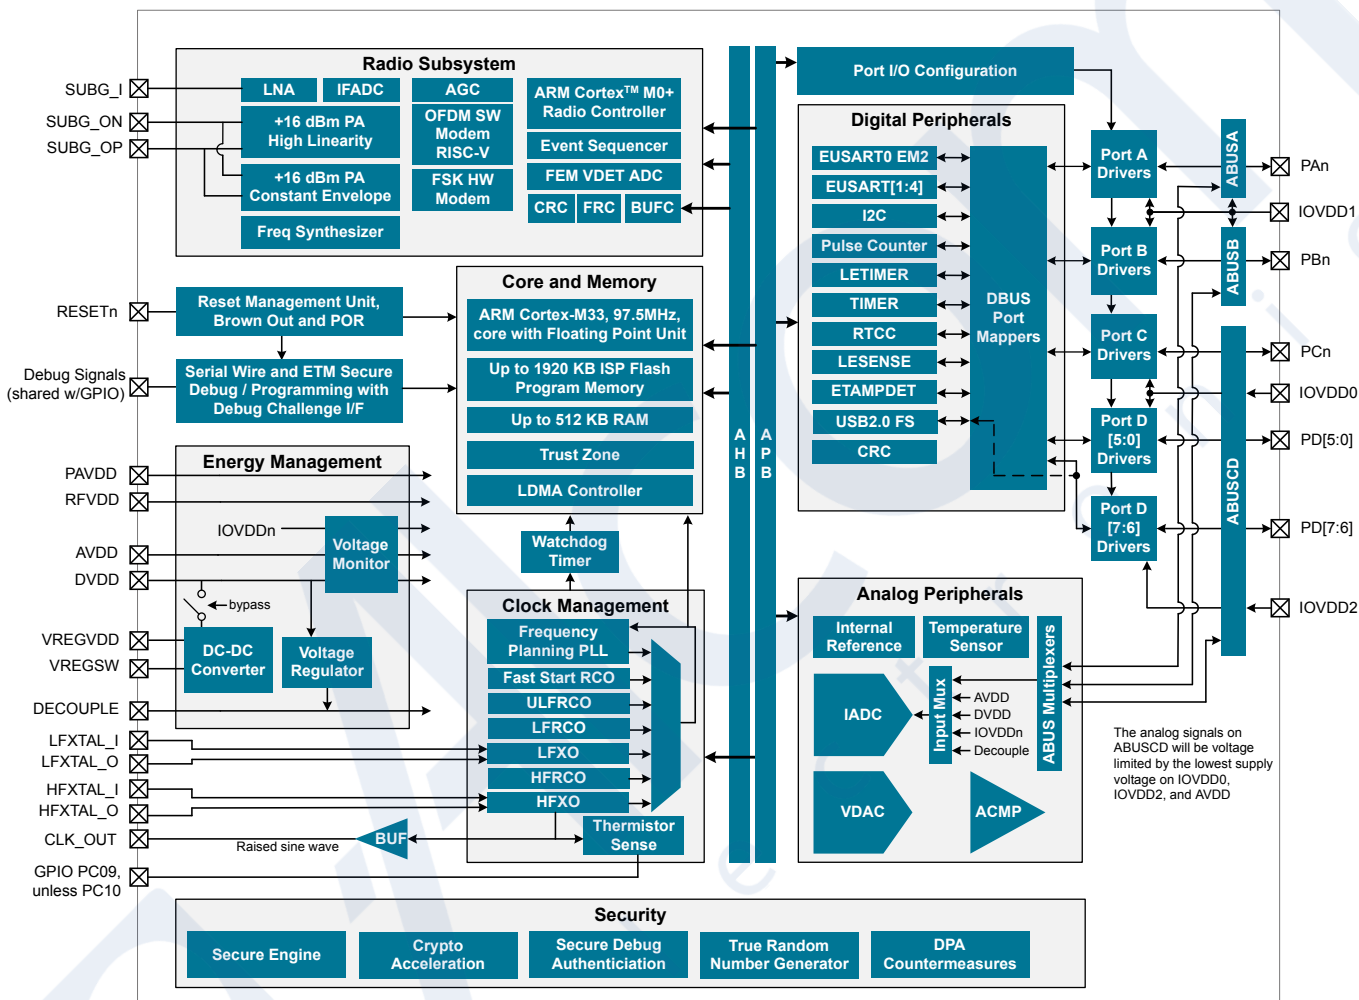 Radio Subsystem
SUBG_I
SUBG_ON
SUBG_OP
LNA
IFADC
AGC
ARM Cortex™ M0+
Radio Controller
+16 dBm PA
High Linearity
OFDM SW
Modem
RISC-V
Event Sequencer
+16 dBm PA
Constant Envelope
FSK HW
Modem
FEM VDET ADC
CRC
FRC
BUFC
Freq Synthesizer
RESETn
Reset Management Unit,
Brown Out and POR
Debug Signals
(shared w/GPIO)
Serial Wire and ETM Secure
Debug / Programming with
Debug Challenge I/F
Core and Memory
ARM Cortex-M33, 97.5MHz,
core with Floating Point Unit
Up to 1920 KB ISP Flash
Program Memory
Up to 512 KB RAM
Trust Zone
LDMA Controller
Watchdog
Timer
Energy Management
PAVDD
RFVDD
IOVDDn
AVDD
DVDD
Voltage
Monitor
bypass
VREGVDD
VREGSW
DC-DC
Converter
Voltage
Regulator
DECOUPLE
LFXTAL_I
LFXTAL_O
HFXTAL_I
HFXTAL_O
CLK_OUT
Raised sine wave
BUF
GPIO PC09,
unless PC10
Clock Management
Frequency
Planning PLL
Fast Start RCO
ULFRCO
LFRCO
LFXO
HFRCO
HFXO
Thermistor
Sense
A
H
B
A
P
B
Port I/O Configuration
Digital Peripherals
EUSART0 EM2
EUSART[1:4]
I2C
Pulse Counter
LETIMER
TIMER
RTCC
LESENSE
ETAMPDET
USB2.0 FS
CRC
DBUS
Port
Mappers
Port A
Drivers
Port B
Drivers
Port C
Drivers
Port D
[5:0]
Drivers
Port D
[7:6]
Drivers
ABUSA
ABUSB
ABUSCD
PAn
IOVDD1
PBn
PCn
IOVDD0
PD[5:0]
PD[7:6]
IOVDD2
Analog Peripherals
Internal
Reference
Temperature
Sensor
IADC
Input Mux
AVDD
DVDD
IOVDDn
Decouple
ABUS Multiplexers
VDAC
ACMP
The analog signals on
ABUSCD will be voltage
limited by the lowest supply
voltage on IOVDD0,
IOVDD2, and AVDD
Security
Secure Engine
Crypto
Acceleration
Secure Debug
Authenticiation
True Random
Number Generator
DPA
Countermeasures